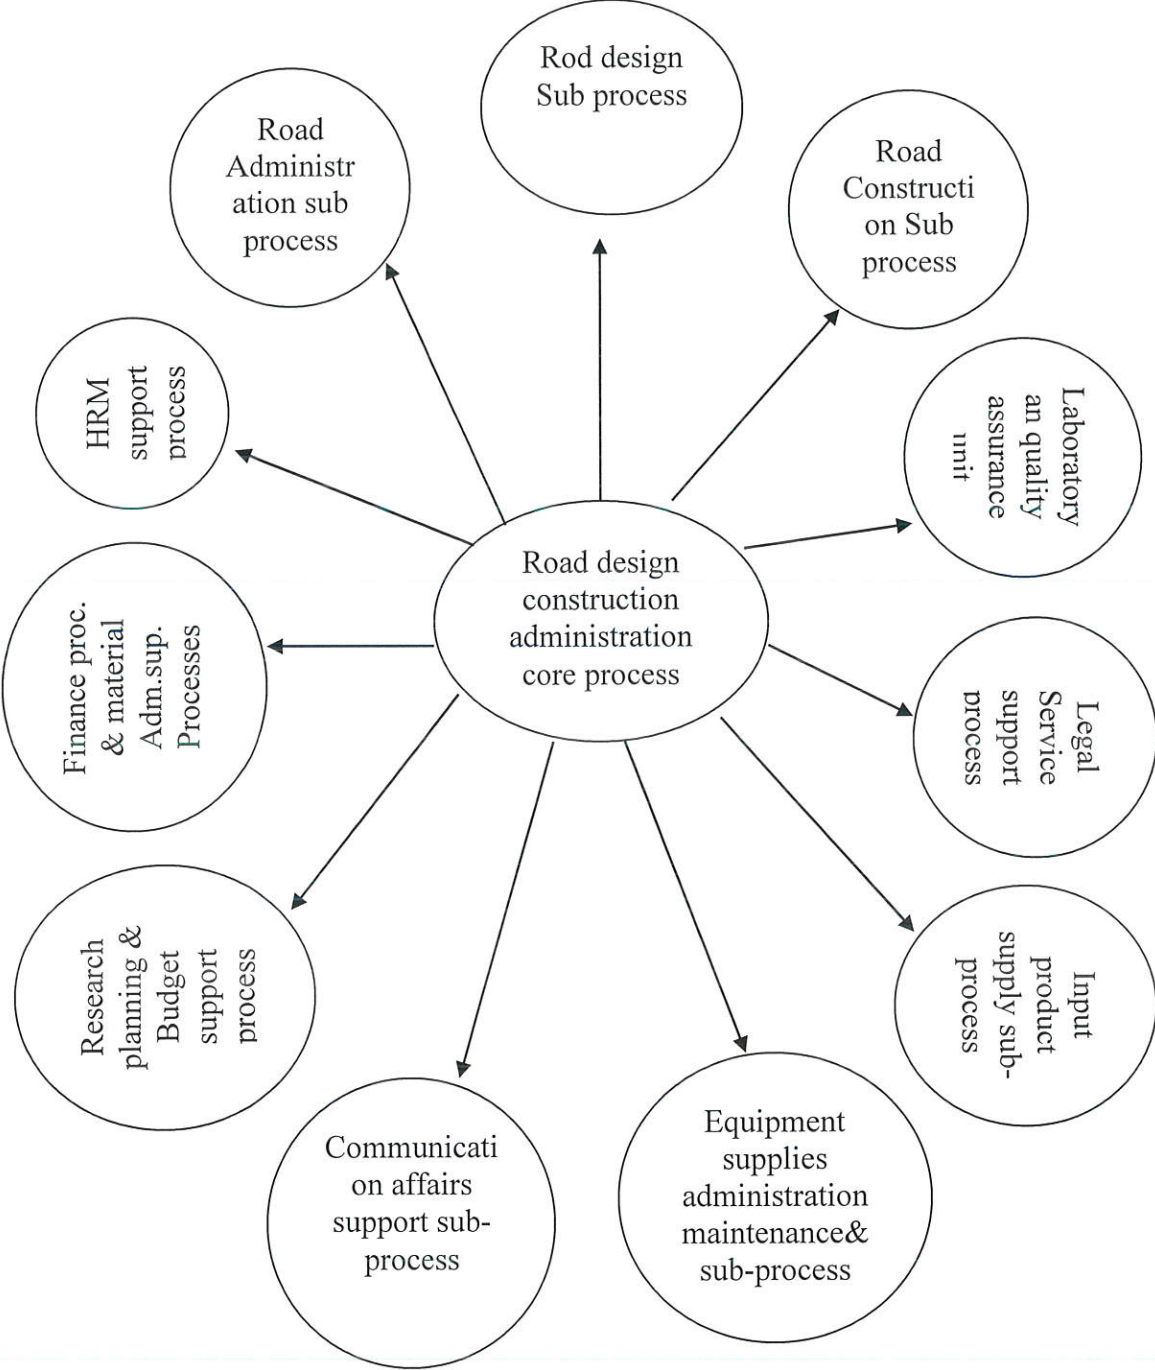 Rod design
Sub process
Road
Administr
ation sub
process
Road
Constructi
on Sub
process
HRM
support
process
Laboratory
an quality
assurance
unit
Road design
construction
administration
core process
Finance proc.
& material
Adm.sup.
Processes
Legal
Service
support
process
Research
planning &
Budget
support
process
Input
product
supply sub-
process
Communicati
on affairs
support sub-
process
Equipment
supplies
administration
maintenance&
sub-process